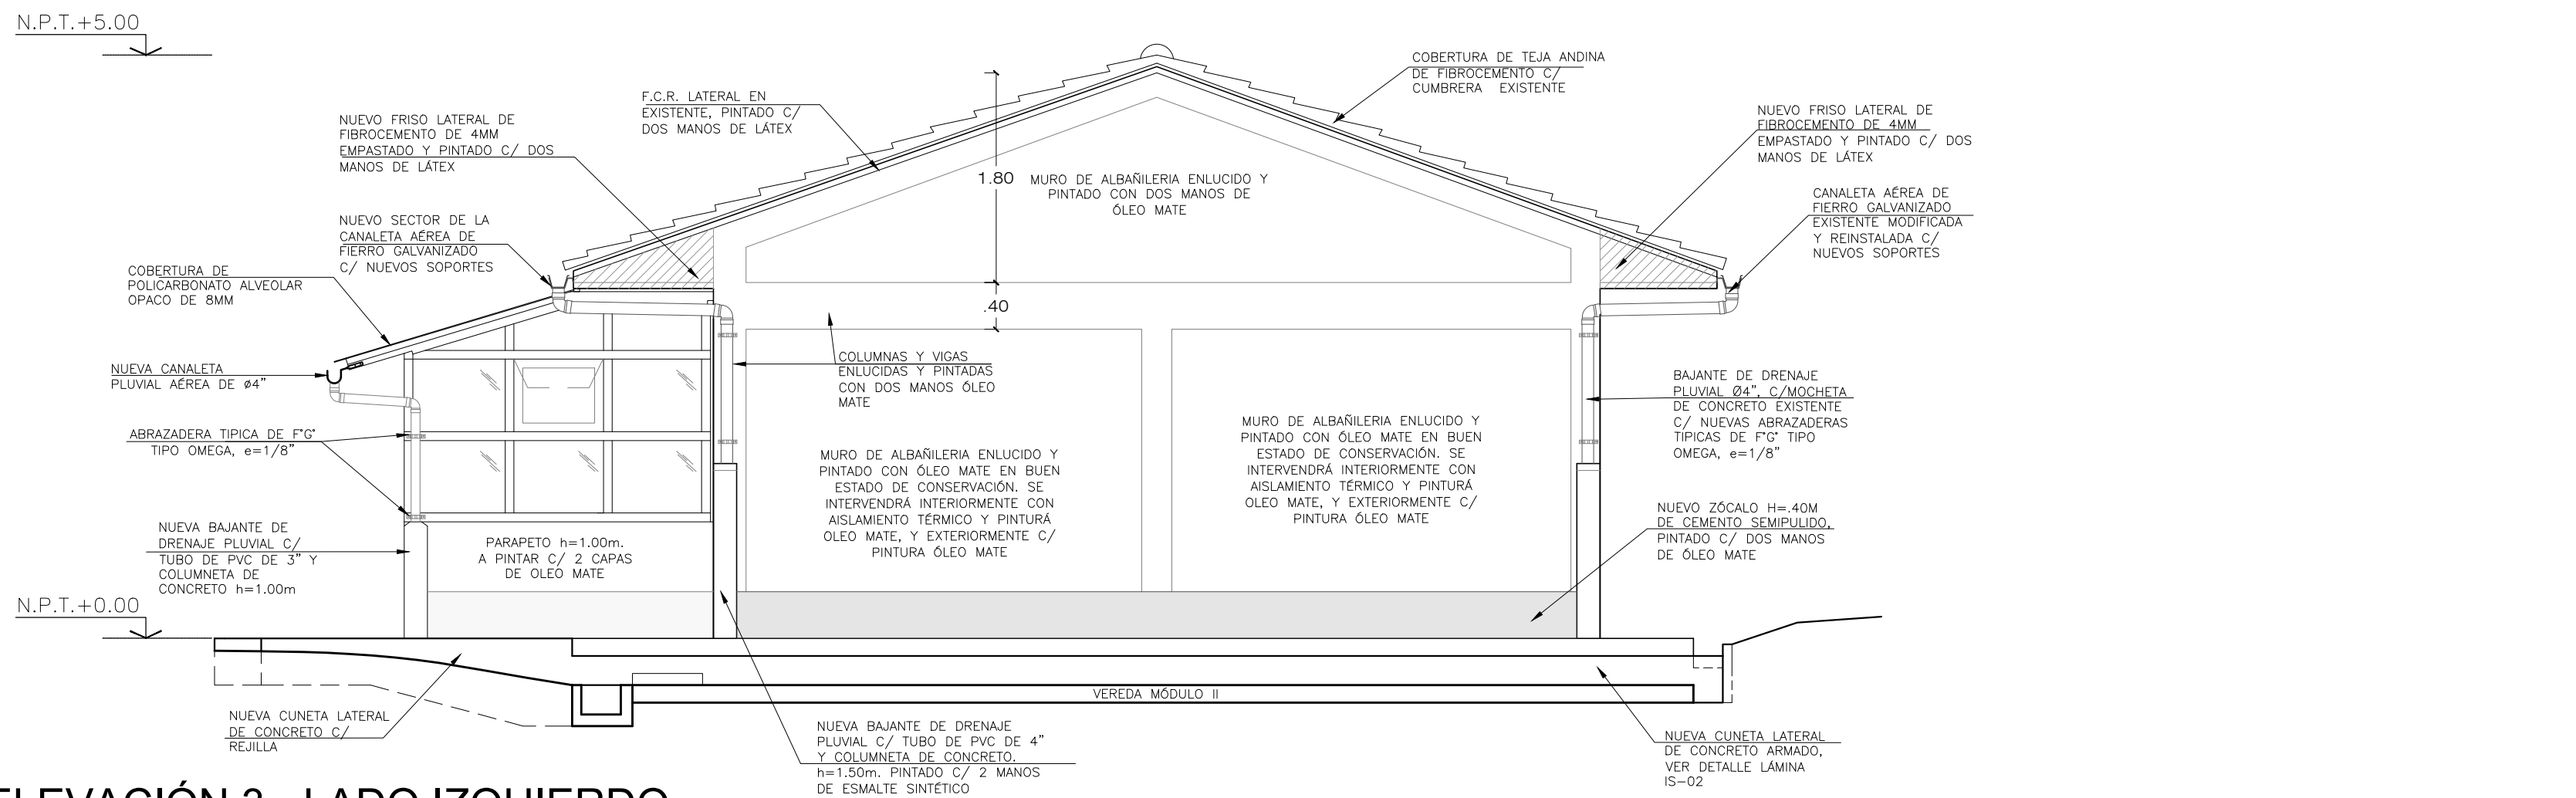 N.P.T.+5.00
COBERTURA DE TEJA ANDINA
DE FIBROCEMENTO C/
CUMBRERA EXISTENTE
F.C.R. LATERAL EN
EXISTENTE, PINTADO C/
DOS MANOS DE LÁTEX
NUEVO FRISO LATERAL DE
FIBROCEMENTO DE 4MM
EMPASTADO Y PINTADO C/ DOS
MANOS DE LÁTEX
NUEVO FRISO LATERAL DE
FIBROCEMENTO DE 4MM
EMPASTADO Y PINTADO C/ DOS
MANOS DE LÁTEX
1.80
MURO DE ALBAÑILERIA ENLUCIDO Y
PINTADO CON DOS MANOS DE
ÓLEO MATE
CANALETA AÉREA DE
FIERRO GALVANIZADO
EXISTENTE MODIFICADA
Y REINSTALADA C/
NUEVOS SOPORTES
NUEVO SECTOR DE LA
CANALETA AÉREA DE
FIERRO GALVANIZADO
C/ NUEVOS SOPORTES
COBERTURA DE
POLICARBONATO ALVEOLAR
OPACO DE 8MM
.40
NUEVA CANALETA
PLUVIAL AÉREA DE ø4”
COLUMNAS Y VIGAS
ENLUCIDAS Y PINTADAS
CON DOS MANOS ÓLEO
MATE
BAJANTE DE DRENAJE
PLUVIAL Ø4”, C/MOCHETA
DE CONCRETO EXISTENTE
C/ NUEVAS ABRAZADERAS
TIPICAS DE F°G° TIPO
OMEGA, e=1/8”
ABRAZADERA TIPICA DE F°G°
TIPO OMEGA, e=1/8”
MURO DE ALBAÑILERIA ENLUCIDO Y
PINTADO CON ÓLEO MATE EN BUEN
ESTADO DE CONSERVACIÓN. SE
INTERVENDRÁ INTERIORMENTE CON
AISLAMIENTO TÉRMICO Y PINTURÁ
OLEO MATE, Y EXTERIORMENTE C/
PINTURA ÓLEO MATE
MURO DE ALBAÑILERIA ENLUCIDO Y
PINTADO CON ÓLEO MATE EN BUEN
ESTADO DE CONSERVACIÓN. SE
INTERVENDRÁ INTERIORMENTE CON
AISLAMIENTO TÉRMICO Y PINTURÁ
OLEO MATE, Y EXTERIORMENTE C/
PINTURA ÓLEO MATE
NUEVO ZÓCALO H=.40M
DE CEMENTO SEMIPULIDO,
PINTADO C/ DOS MANOS
DE ÓLEO MATE
NUEVA BAJANTE DE
DRENAJE PLUVIAL C/
TUBO DE PVC DE 3” Y
COLUMNETA DE
CONCRETO h=1.00m
PARAPETO h=1.00m.
A PINTAR C/ 2 CAPAS
DE OLEO MATE
N.P.T.+0.00
VEREDA MÓDULO II
NUEVA CUNETA LATERAL
DE CONCRETO C/
REJILLA
NUEVA BAJANTE DE DRENAJE
PLUVIAL C/ TUBO DE PVC DE 4”
Y COLUMNETA DE CONCRETO.
h=1.50m. PINTADO C/ 2 MANOS
DE ESMALTE SINTÉTICO
NUEVA CUNETA LATERAL
DE CONCRETO ARMADO,
VER DETALLE LÁMINA
IS-02
ELEVACIÓN 3 - LADO IZQUIERDO